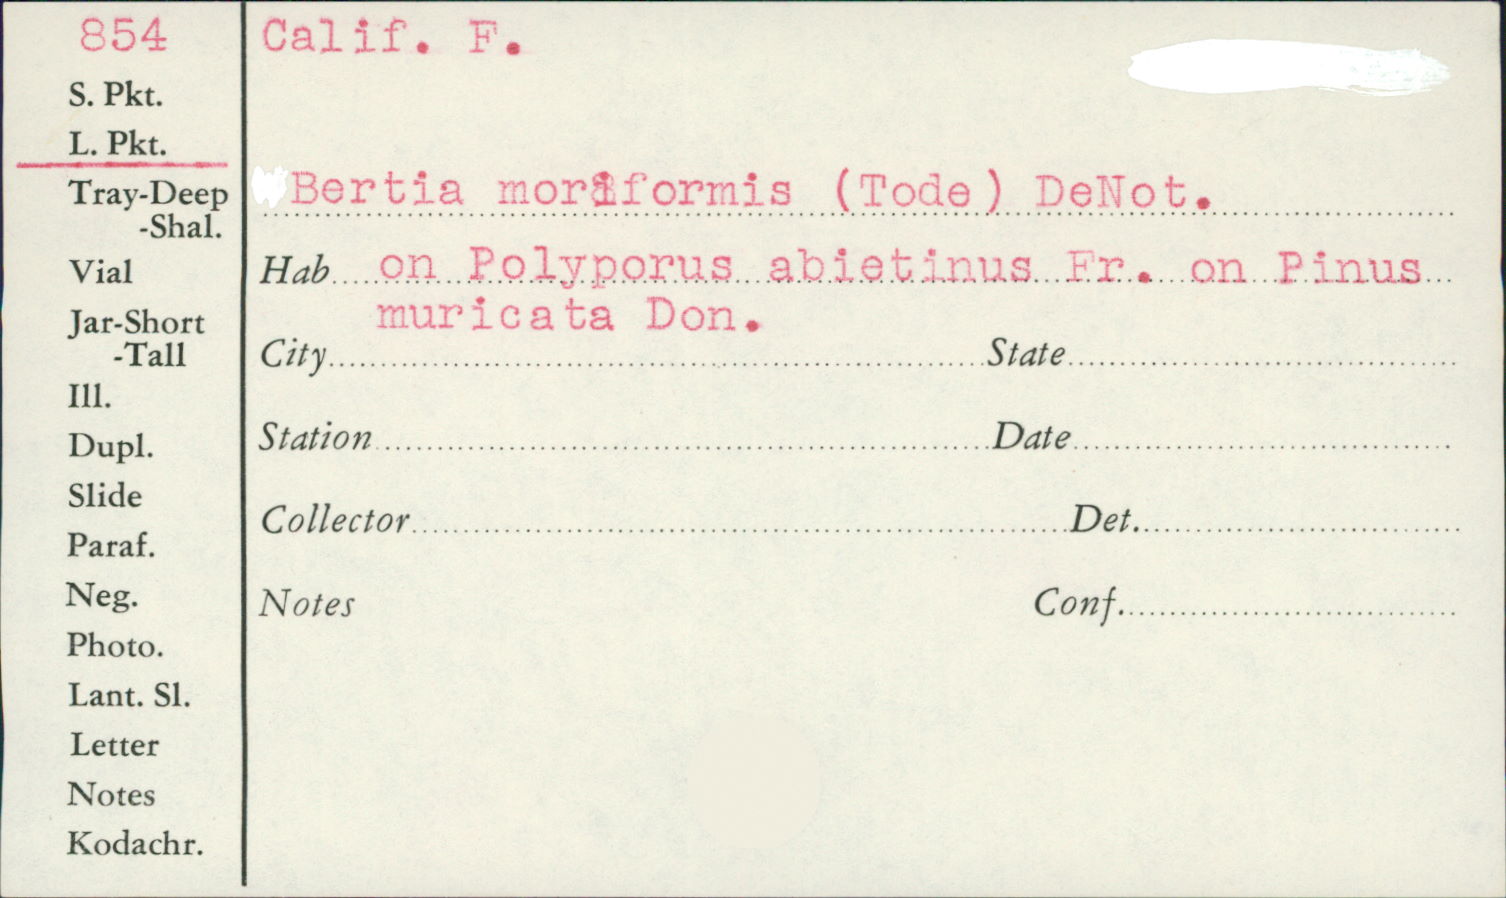 854
Calif. F.
S. Pkt.
L. Pkt.
Tray-Deep
-Shal.
Vial
Jar-Short
-Tall
Ill.
Dupl.
Slide
Paraf.
Neg.
Photo.
Lant. Sl.
Letter
Notes
Kodachr.
Bertia moriformis (Tode) DeNot.
Hab on Polyporus abietinus Fr. on Pinus
muricata Don.
City State
Station Date
Collector Det.
Notes Conf.